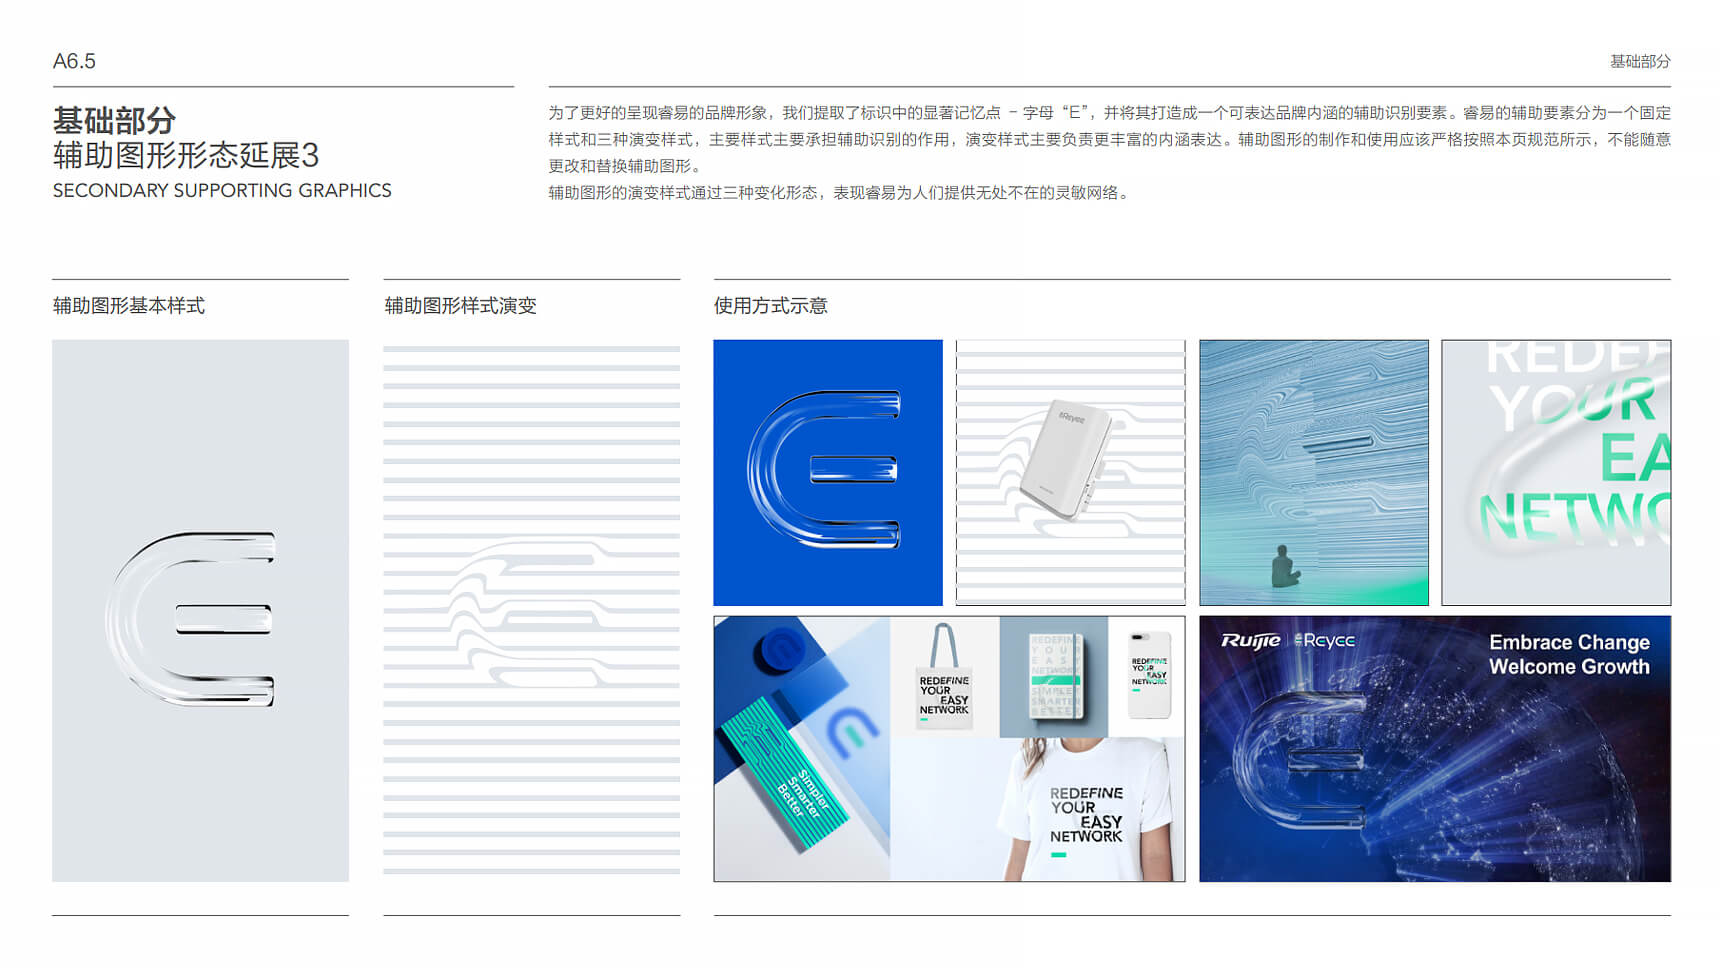 A6.5
基础部分
基础部分
辅助图形形态延展3
SECONDARY SUPPORTING GRAPHICS
为了更好的呈现睿易的品牌形象，我们提取了标识中的显著记忆点 – 字母“E”，并将其打造成一个可表达品牌内涵的辅助识别要素。睿易的辅助要素分为一个固定
样式和三种演变样式，主要样式主要承担辅助识别的作用，演变样式主要负责更丰富的内涵表达。辅助图形的制作和使用应该严格按照本页规范所示，不能随意
更改和替换辅助图形。
辅助图形的演变样式通过三种变化形态，表现睿易为人们提供无处不在的灵敏网络。
辅助图形基本样式
辅助图形样式演变
使用方式示意
Reyee
REDEF
YOUR
EA
NETWO
Simpler
Smarter
Better
REDEFINE
YOUR
EASY
NETWORK
REDEFINE
YOUR
EAST
NETWORK
SIMPLER
SMARTER
BETTER
REDEFINE
YOUR
EASY
NETWORK
REDEFINE
YOUR
EASY
NETWORK
Ruijie | Reyee
Embrace Change
Welcome Growth